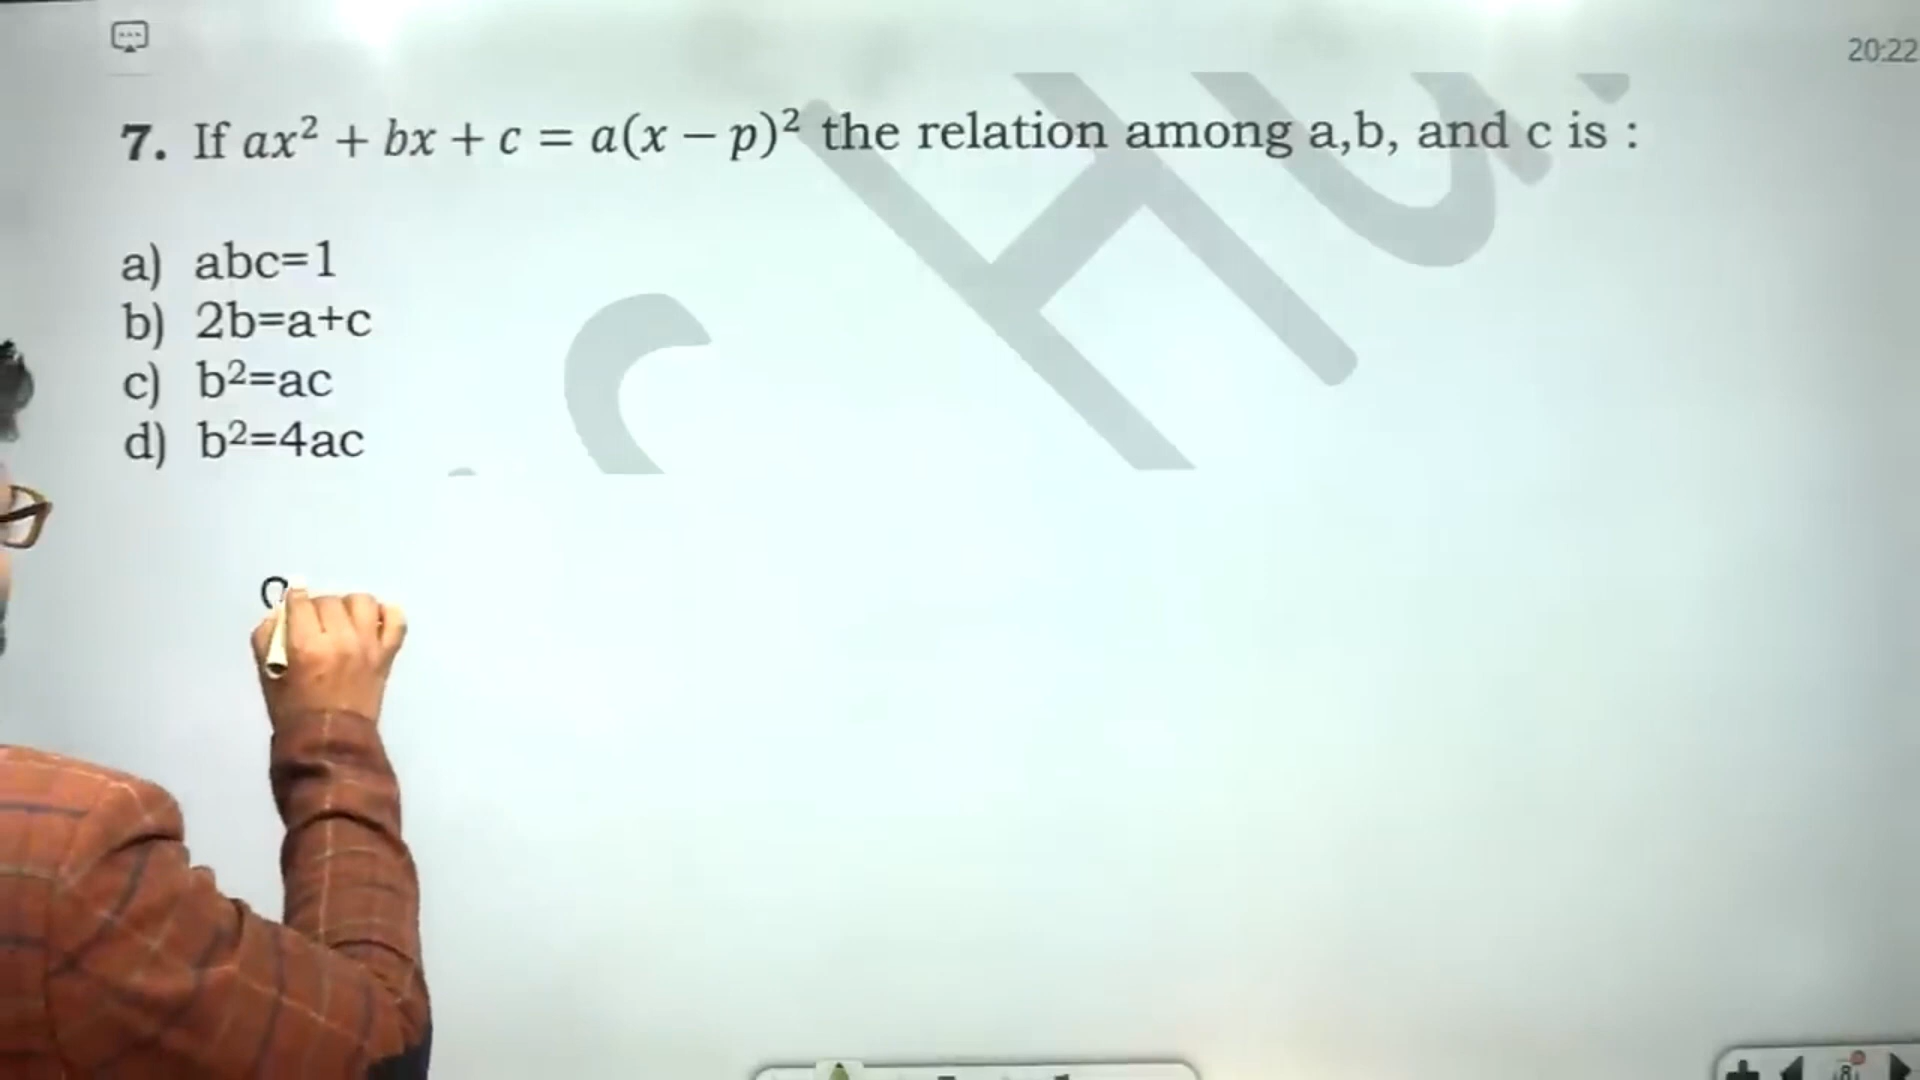 20:22
7. If ax² + bx + c = a(x − p)² the relation among a,b, and c is :
a) abc=1
b) 2b=a+c
c) b²=ac
d) b²=4ac
8